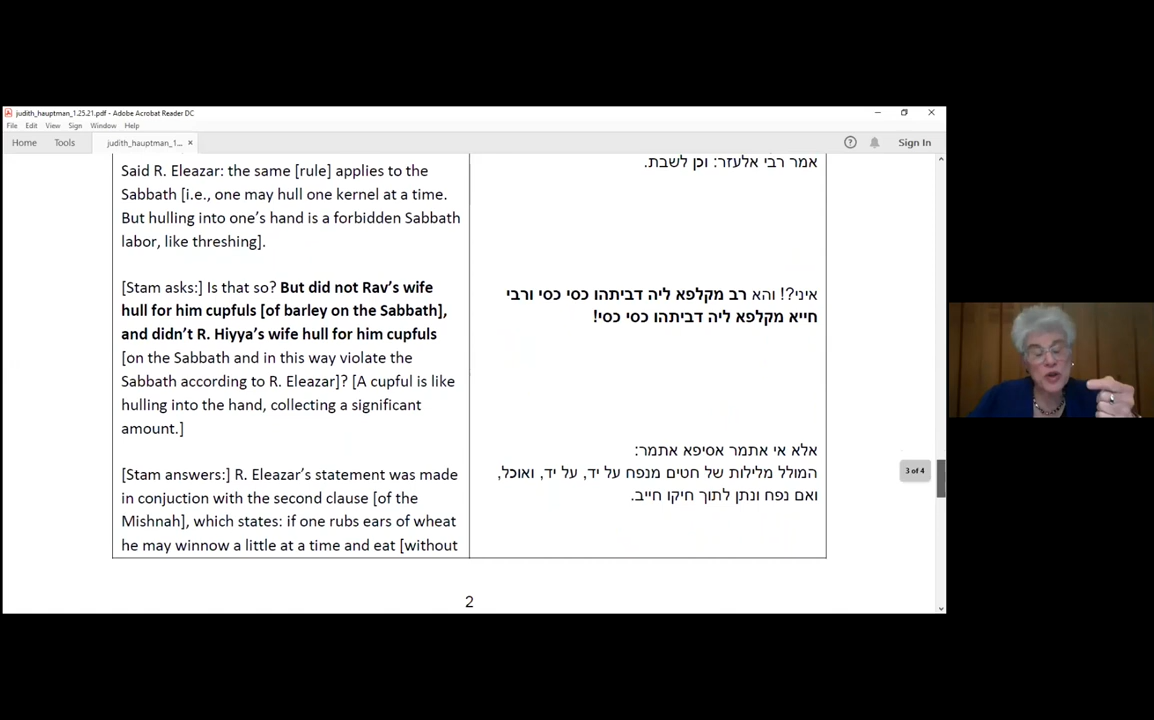 judith_hauptman_1.25.21.pdf - Adobe Acrobat Reader DC
File Edit View Sign Window Help
Home Tools judith_hauptman_1... × Sign In
Said R. Eleazar: the same [rule] applies to the
Sabbath [i.e., one may hull one kernel at a time.
But hulling into one's hand is a forbidden Sabbath
labor, like threshing].
[Stam asks:] Is that so? But did not Rav's wife
hull for him cupfuls [of barley on the Sabbath],
and didn't R. Hiyya's wife hull for him cupfuls
[on the Sabbath and in this way violate the
Sabbath according to R. Eleazar]? [A cupful is like
hulling into the hand, collecting a significant
amount.]
[Stam answers:] R. Eleazar's statement was made
in conjuction with the second clause [of the
Mishnah], which states: if one rubs ears of wheat
he may winnow a little at a time and eat [without
אמר רבי אלעזר: וכן לשבת.
איני?! והא רב מקלפא ליה דביתהו כסי כסי ורבי
חייא מקלפא ליה דביתהו כסי כסי!
אלא אי אתמר אסיפא אתמר:
המולל מלילות של חטים מנפח על יד, על יד, ואוכל,
ואם נפח ונתן לתוך חיקו חייב.
3 of 4
2